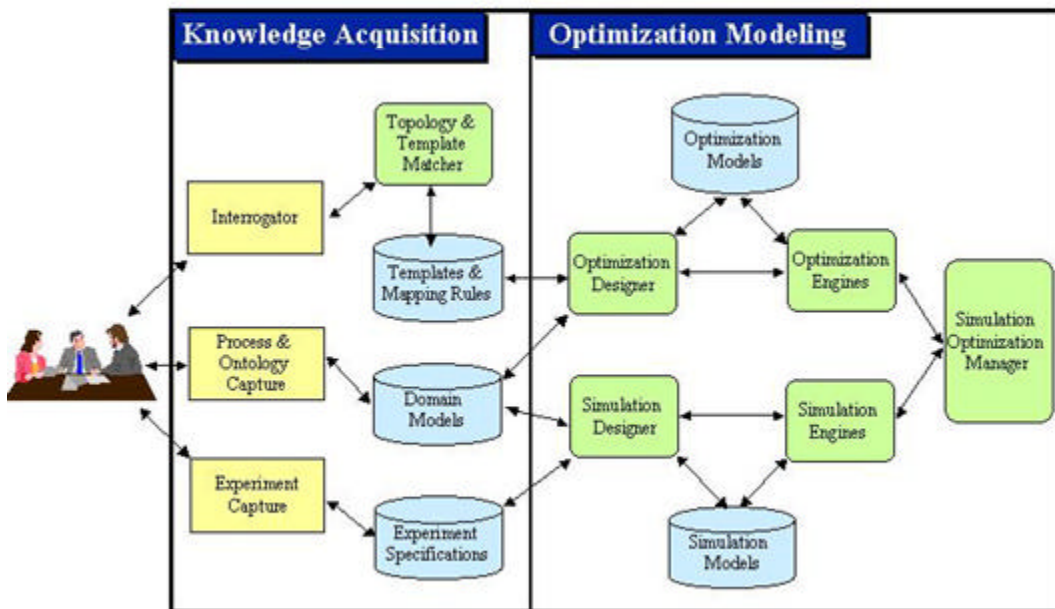 Knowledge Acquisition
Optimization Modeling
Topology &
Template
Matcher
Optimization
Models
Interrogator
Templates &
Mapping Rules
Optimization
Designer
Optimization
Engines
Simulation
Optimization
Manager
Process &
Ontology
Capture
Domain
Models
Simulation
Designer
Simulation
Engines
Experiment
Capture
Experiment
Specifications
Simulation
Models